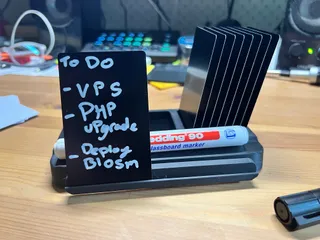 To DO
- VPS
- PHP
upgrade
- Deploy
Blosm
edding 90
glassboard marker